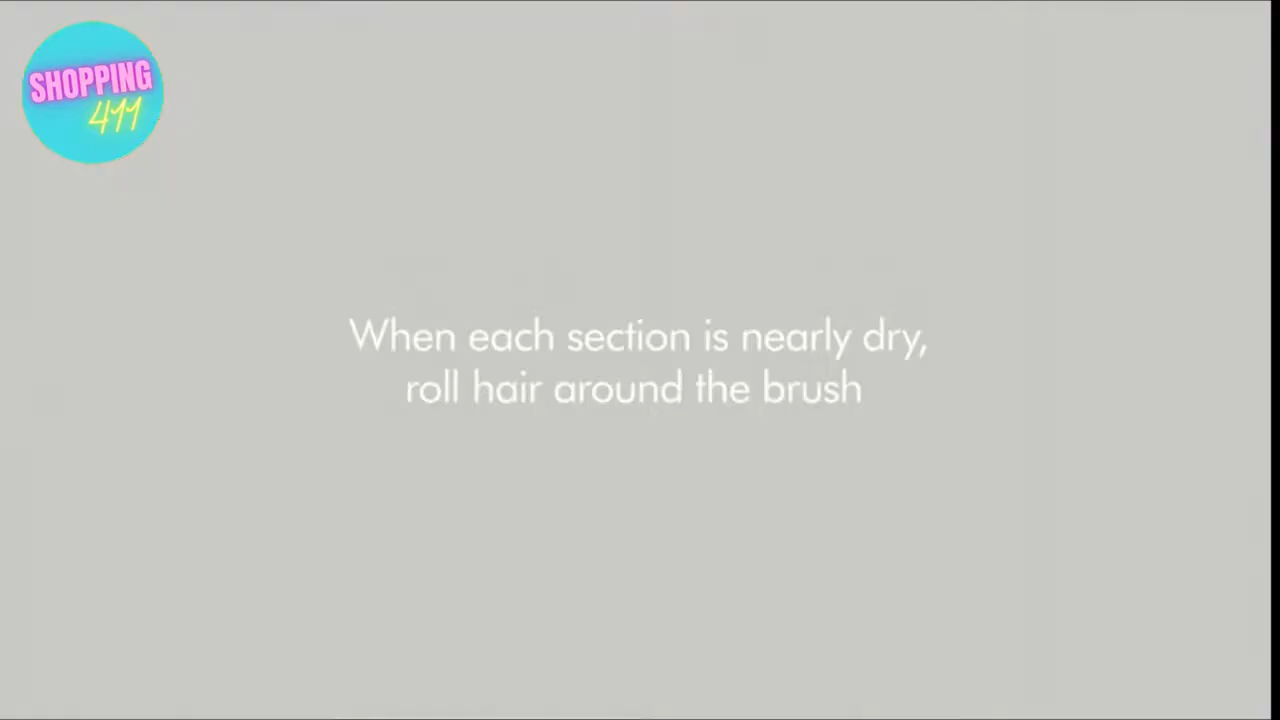 SHOPPING
411
When each section is nearly dry,
roll hair around the brush